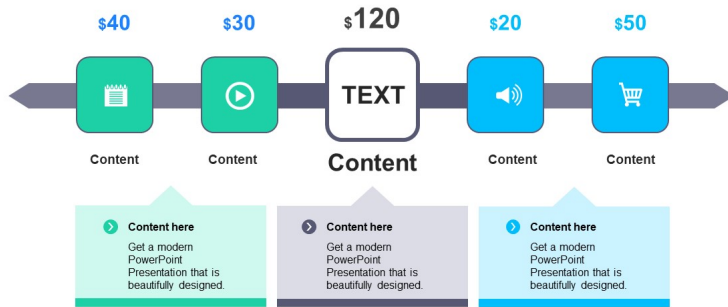 $40
$30
$120
$20
$50
TEXT
Content
Content
Content
Content
Content
Content here
Get a modern
PowerPoint
Presentation that is
beautifully designed.
Content here
Get a modern
PowerPoint
Presentation that is
beautifully designed.
Content here
Get a modern
PowerPoint
Presentation that is
beautifully designed.